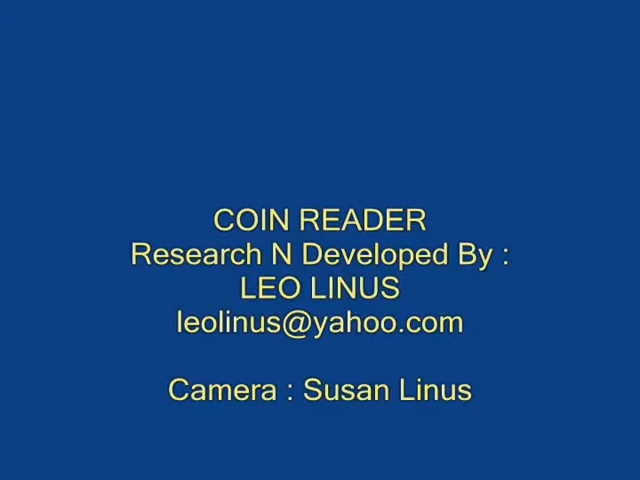 COIN READER
Research N Developed By :
LEO LINUS
leolinus@yahoo.com
Camera : Susan Linus